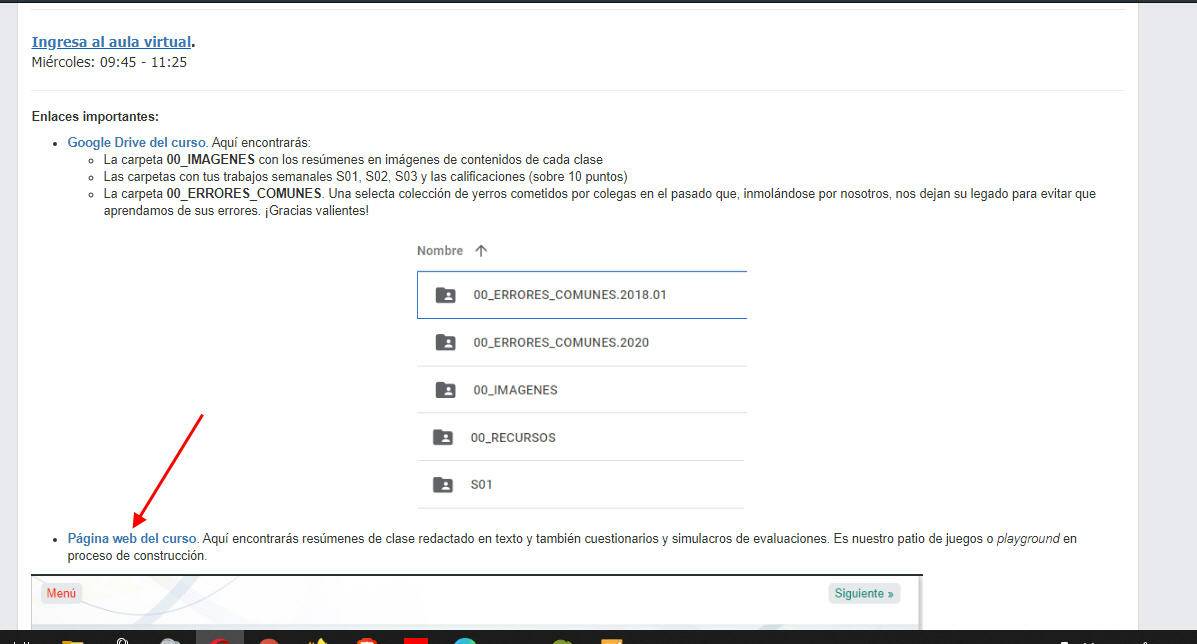 Ingresa al aula virtual.
Miércoles: 09:45 - 11:25
Enlaces importantes:
Google Drive del curso. Aquí encontrarás:
La carpeta 00_IMAGENES con los resúmenes en imágenes de contenidos de cada clase
Las carpetas con tus trabajos semanales S01, S02, S03 y las calificaciones (sobre 10 puntos)
La carpeta 00_ERRORES_COMUNES. Una selecta colección de yerros cometidos por colegas en el pasado que, inmolándose por nosotros, nos dejan su legado para evitar que
aprendamos de sus errores. ¡Gracias valientes!
Nombre
00_ERRORES_COMUNES.2018.01
00_ERRORES_COMUNES.2020
00_IMAGENES
00_RECURSOS
S01
Página web del curso. Aquí encontrarás resúmenes de clase redactado en texto y también cuestionarios y simulacros de evaluaciones. Es nuestro patio de juegos o playground en
proceso de construcción.
Menú
Siguiente »